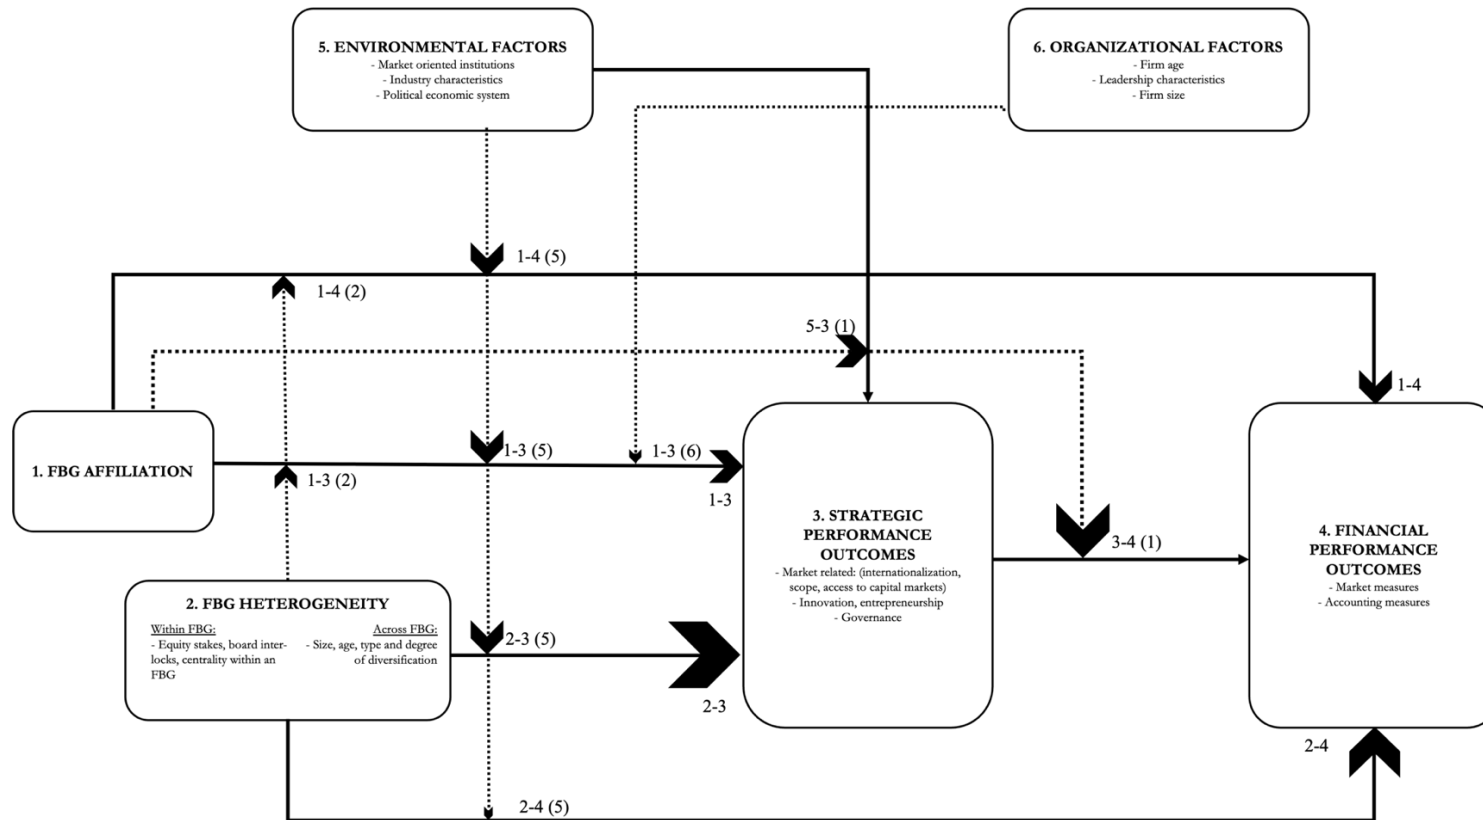 5. ENVIRONMENTAL FACTORS
- Market oriented institutions
- Industry characteristics
- Political economic system
6. ORGANIZATIONAL FACTORS
- Firm age
- Leadership characteristics
- Firm size
1-4 (5)
1-4 (2)
5-3 (1)
1-4
1. FBG AFFILIATION
1-3 (5)
1-3 (6)
1-3 (2)
1-3
3. STRATEGIC
PERFORMANCE
OUTCOMES
- Market related: (internationalization,
scope, access to capital markets)
- Innovation, entrepreneurship
- Governance
3-4 (1)
4. FINANCIAL
PERFORMANCE
OUTCOMES
- Market measures
- Accounting measures
2. FBG HETEROGENEITY
Within FBG:
- Equity stakes, board inter-
locks, centrality within an
FBG
Across FBG:
- Size, age, type and degree
of diversification
2-3 (5)
2-3
2-4
2-4 (5)